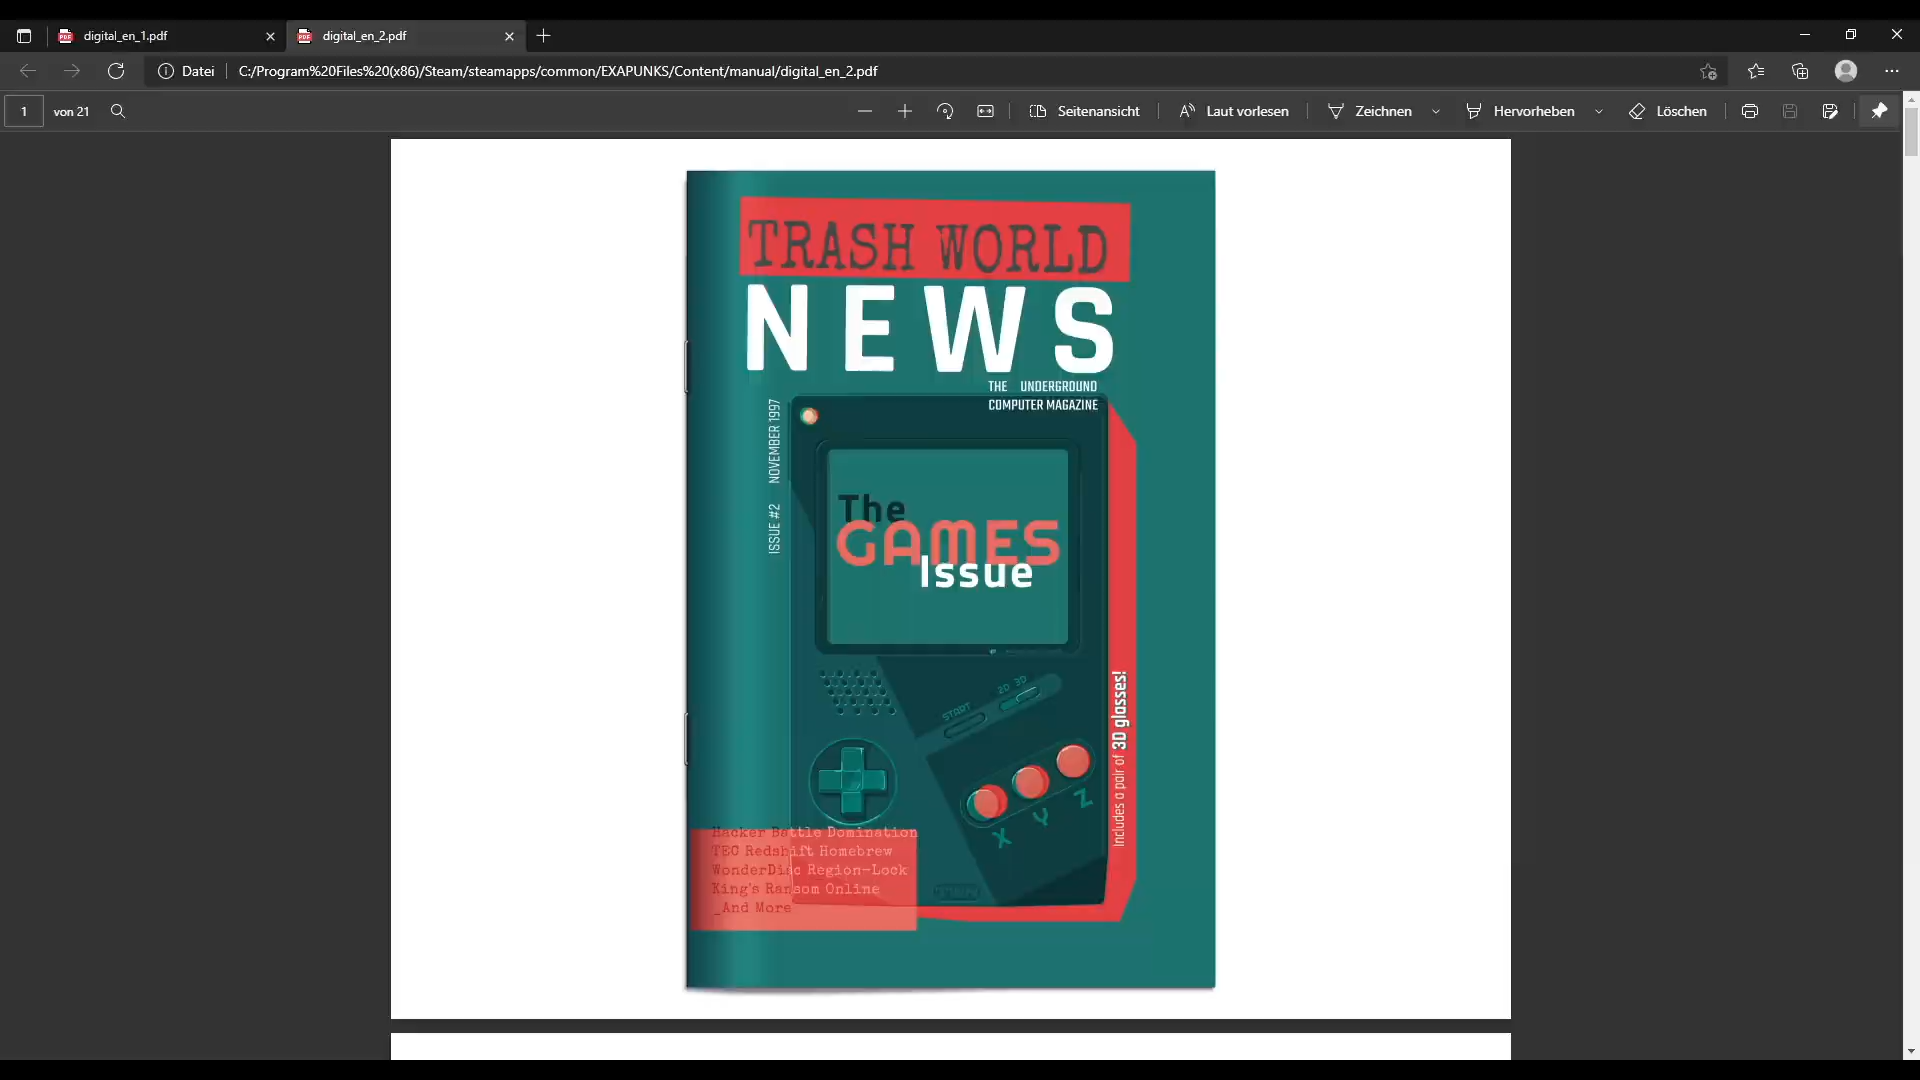 digital_en_1.pdf
digital_en_2.pdf
Datei
C:/Program%20Files%20(x86)/Steam/steamapps/common/EXAPUNKS/Content/manual/digital_en_2.pdf
1
von 21
Seitenansicht
Laut vorlesen
Zeichnen
Hervorheben
Löschen
TRASH WORLD
NEWS
THE UNDERGROUND
COMPUTER MAGAZINE
ISSUE #2 NOVEMBER 1997
The
GAMES
Issue
START
2D 3D
X Y Z
Includes a pair of 3D glasses!
Hacker Battle Domination
TEC Redshift Homebrew
WonderDisc Region-Lock
King's Ransom Online
_And More